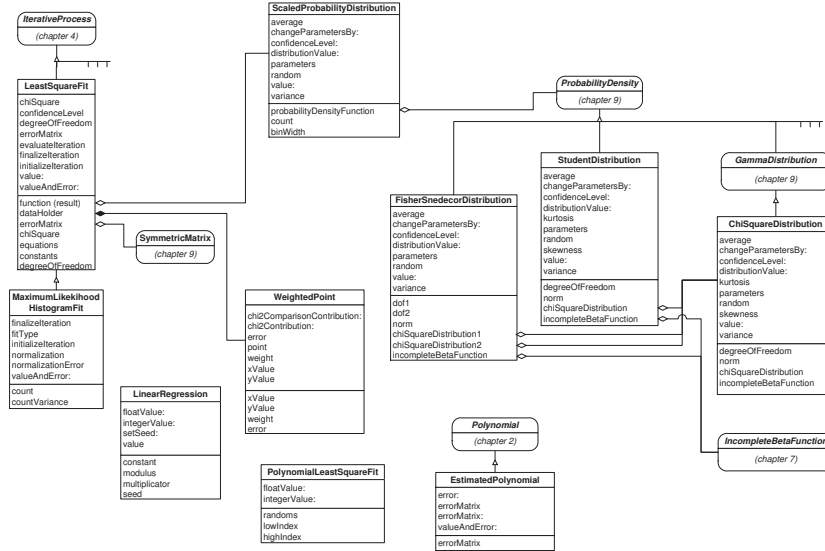 IterativeProcess
(chapter 4)
LeastSquareFit
chiSquare
confidenceLevel
degreeOfFreedom
errorMatrix
evaluateIteration
finalizeIteration
initializeIteration
value:
valueAndError:
function (result)
dataHolder
errorMatrix
chiSquare
equations
constants
degreeOfFreedom
MaximumLikekihood
HistogramFit
finalizeIteration
fitType
initializeIteration
normalization
normalizationError
valueAndError:
count
countVariance
ScaledProbabilityDistribution
average
changeParametersBy:
confidenceLevel:
distributionValue:
parameters
random
value:
variance
probabilityDensityFunction
count
binWidth
SymmetricMatrix
(chapter 9)
WeightedPoint
chi2ComparisonContribution:
chi2Contribution:
error
point
weight
xValue
yValue
xValue
yValue
weight
error
LinearRegression
floatValue:
integerValue:
setSeed:
value
constant
modulus
multiplicator
seed
PolynomialLeastSquareFit
floatValue:
integerValue:
randoms
lowIndex
highIndex
ProbabilityDensity
(chapter 9)
FisherSnedecorDistribution
average
changeParametersBy:
confidenceLevel:
distributionValue:
parameters
random
value:
variance
dof1
dof2
norm
chiSquareDistribution1
chiSquareDistribution2
incompleteBetaFunction
StudentDistribution
average
changeParametersBy:
confidenceLevel:
distributionValue:
kurtosis
parameters
random
skewness
value:
variance
degreeOfFreedom
norm
chiSquareDistribution
incompleteBetaFunction
GammaDistribution
(chapter 9)
ChiSquareDistribution
average
changeParametersBy:
confidenceLevel:
distributionValue:
kurtosis
parameters
random
skewness
value:
variance
degreeOfFreedom
norm
chiSquareDistribution
incompleteBetaFunction
Polynomial
(chapter 2)
EstimatedPolynomial
error:
errorMatrix
errorMatrix:
valueAndError:
errorMatrix
IncompleteBetaFunction
(chapter 7)